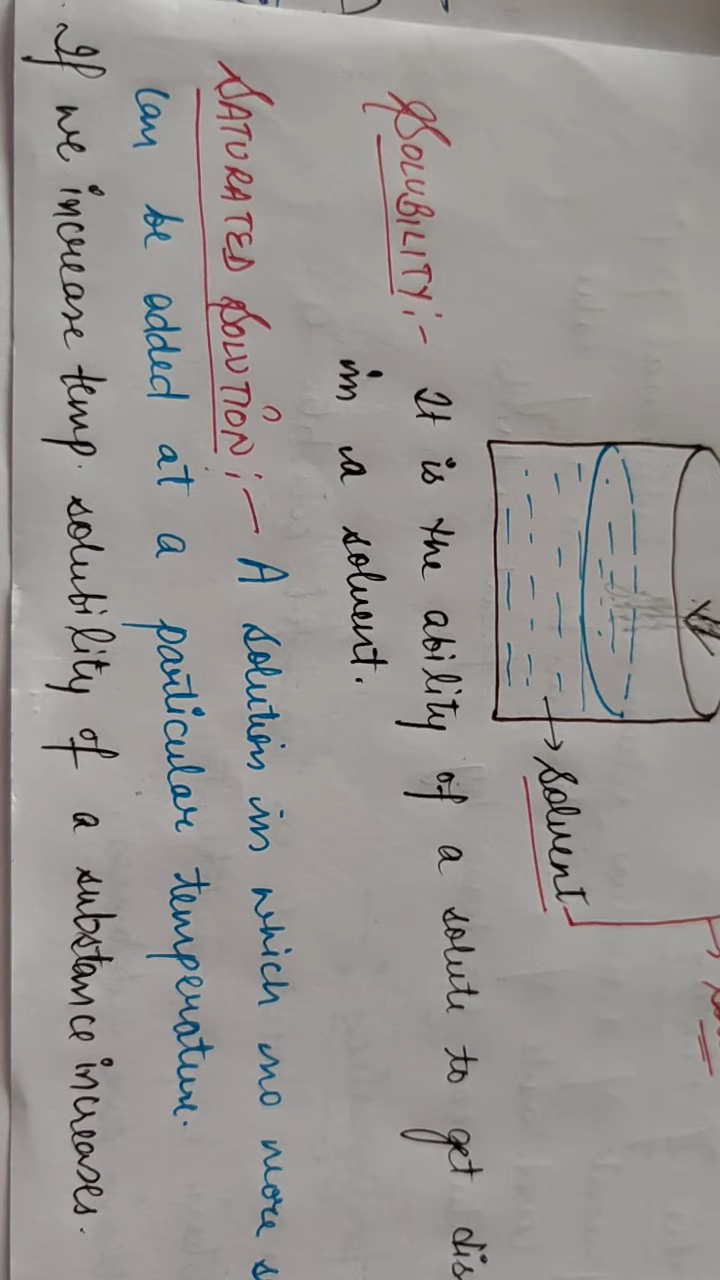 Solvent
SOLUBILITY:- It is the ability of a solute to get dis
in a solvent.
SATURATED SOLUTION:- A solution in which no more s
can be added at a particular temperature.
. If we increase temp. solubility of a substance increases.